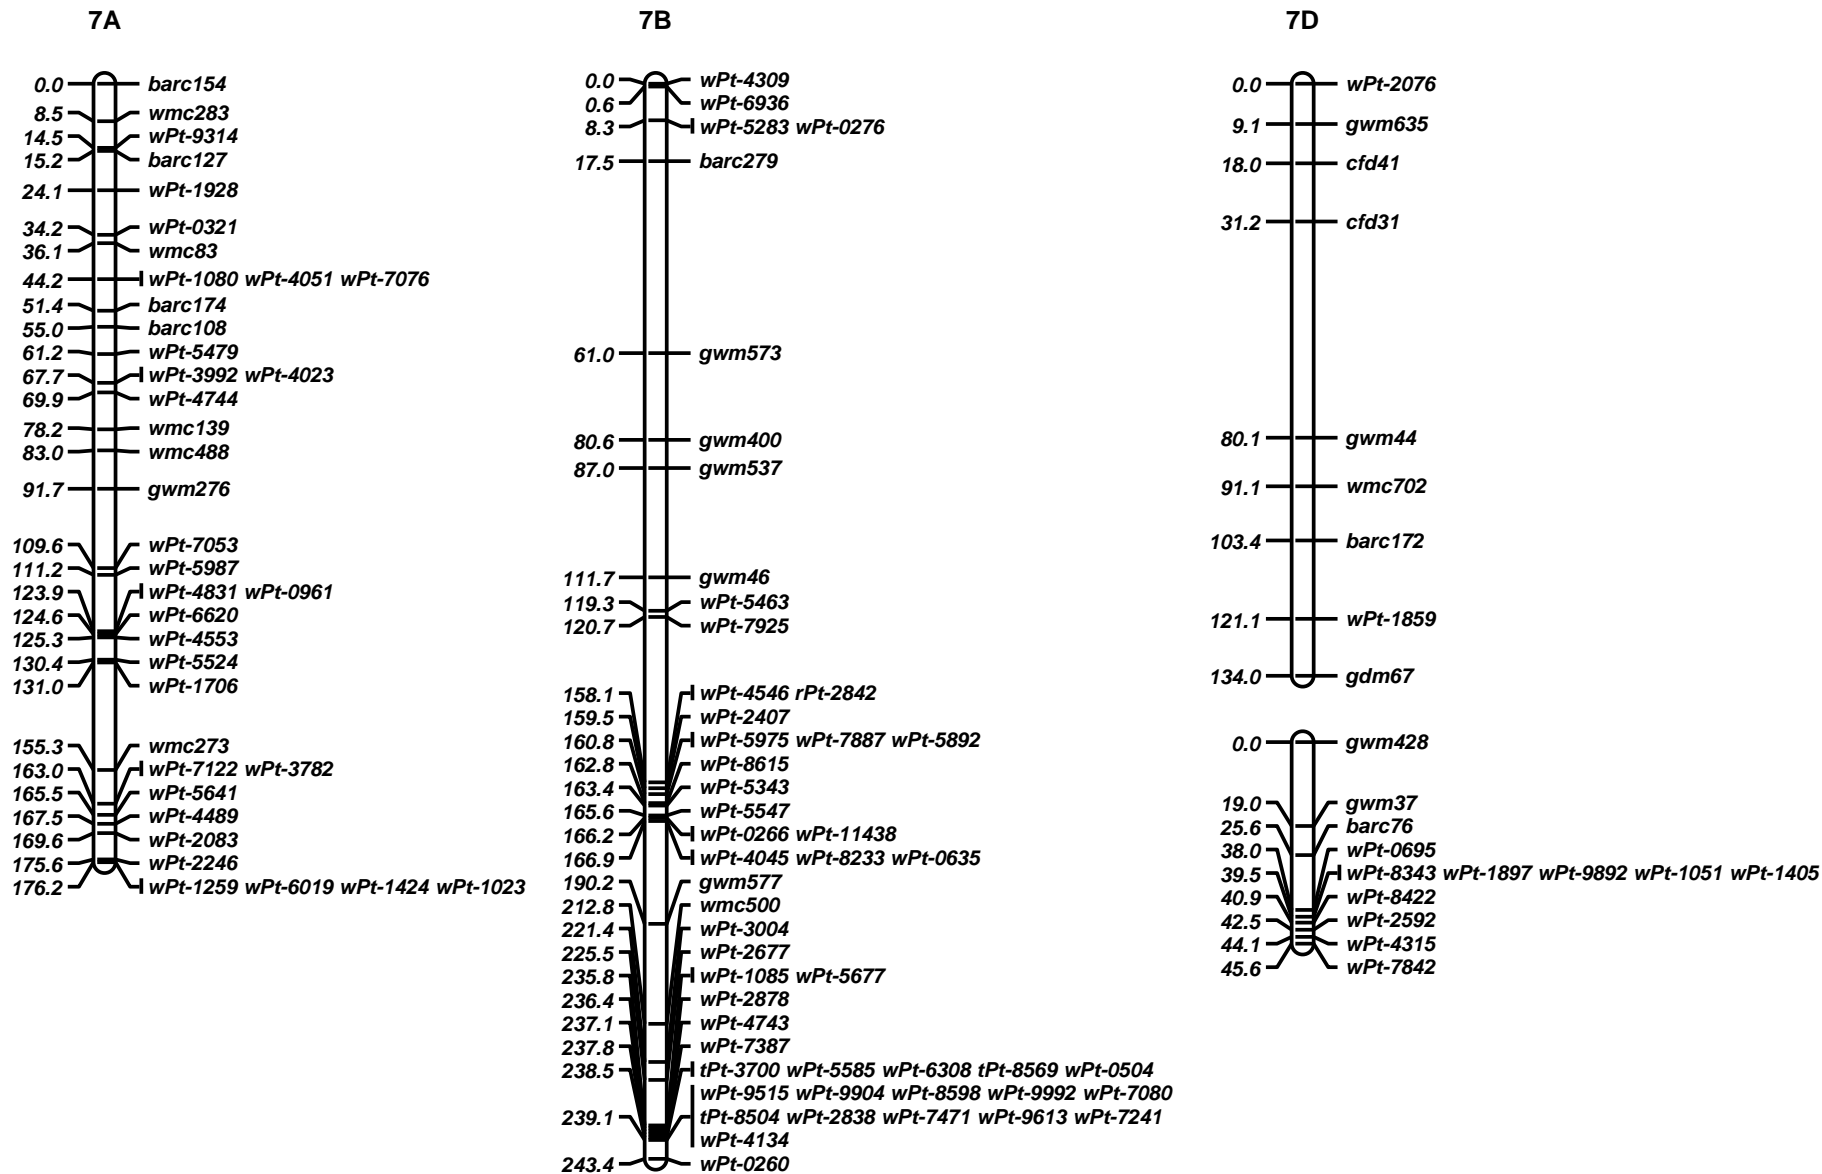 7A
0.0 barc154
8.5 wmc283
14.5 wPt-9314
15.2 barc127
24.1 wPt-1928
34.2 wPt-0321
36.1 wmc83
44.2 wPt-1080 wPt-4051 wPt-7076
51.4 barc174
55.0 barc108
61.2 wPt-5479
67.7 wPt-3992 wPt-4023
69.9 wPt-4744
78.2 wmc139
83.0 wmc488
91.7 gwm276
109.6 wPt-7053
111.2 wPt-5987
123.9 wPt-4831 wPt-0961
124.6 wPt-6620
125.3 wPt-4553
130.4 wPt-5524
131.0 wPt-1706
155.3 wmc273
163.0 wPt-7122 wPt-3782
165.5 wPt-5641
167.5 wPt-4489
169.6 wPt-2083
175.6 wPt-2246
176.2 wPt-1259 wPt-6019 wPt-1424 wPt-1023
7B
0.0 wPt-4309
0.6 wPt-6936
8.3 wPt-5283 wPt-0276
17.5 barc279
61.0 gwm573
80.6 gwm400
87.0 gwm537
111.7 gwm46
119.3 wPt-5463
120.7 wPt-7925
158.1 wPt-4546 rPt-2842
159.5 wPt-2407
160.8 wPt-5975 wPt-7887 wPt-5892
162.8 wPt-8615
163.4 wPt-5343
165.6 wPt-5547
166.2 wPt-0266 wPt-11438
166.9 wPt-4045 wPt-8233 wPt-0635
190.2 gwm577
212.8 wmc500
221.4 wPt-3004
225.5 wPt-2677
235.8 wPt-1085 wPt-5677
236.4 wPt-2878
237.1 wPt-4743
237.8 wPt-7387
238.5 tPt-3700 wPt-5585 wPt-6308 tPt-8569 wPt-0504
wPt-9515 wPt-9904 wPt-8598 wPt-9992 wPt-7080
239.1 tPt-8504 wPt-2838 wPt-7471 wPt-9613 wPt-7241
wPt-4134
243.4 wPt-0260
7D
0.0 wPt-2076
9.1 gwm635
18.0 cfd41
31.2 cfd31
80.1 gwm44
91.1 wmc702
103.4 barc172
121.1 wPt-1859
134.0 gdm67
0.0 gwm428
19.0 gwm37
25.6 barc76
38.0 wPt-0695
39.5 wPt-8343 wPt-1897 wPt-9892 wPt-1051 wPt-1405
40.9 wPt-8422
42.5 wPt-2592
44.1 wPt-4315
45.6 wPt-7842